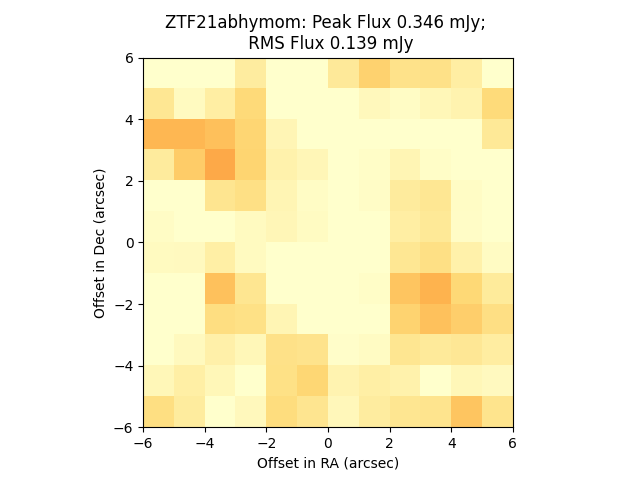 ZTF21abhymom: Peak Flux 0.346 mJy;
RMS Flux 0.139 mJy
6
4
2
0
−2
−4
−6
Offset in Dec (arcsec)
−6 −4 −2 0 2 4 6
Offset in RA (arcsec)